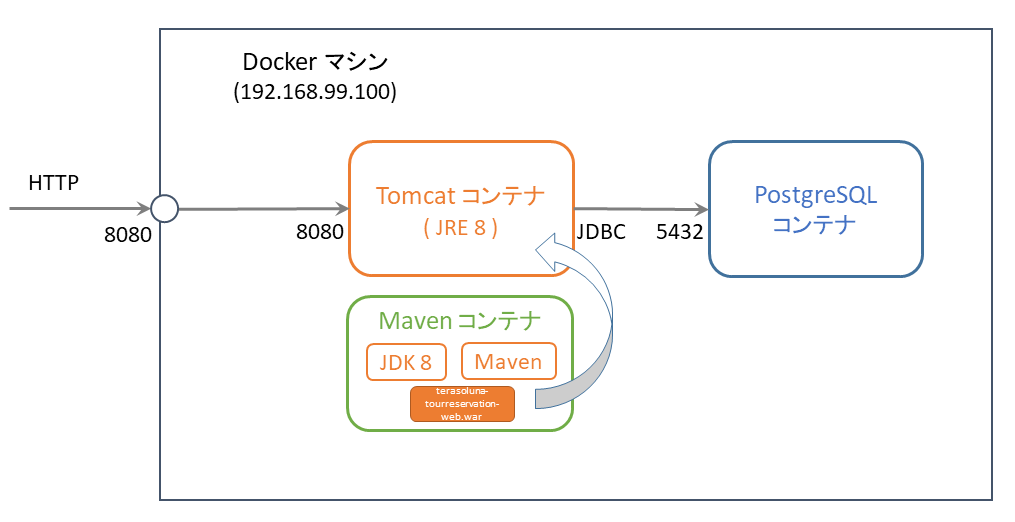 Docker マシン
(192.168.99.100)
HTTP
8080
8080
Tomcat コンテナ
( JRE 8 )
JDBC
5432
PostgreSQL
コンテナ
Maven コンテナ
JDK 8
Maven
terasoluna-
tourreservation-
web.war